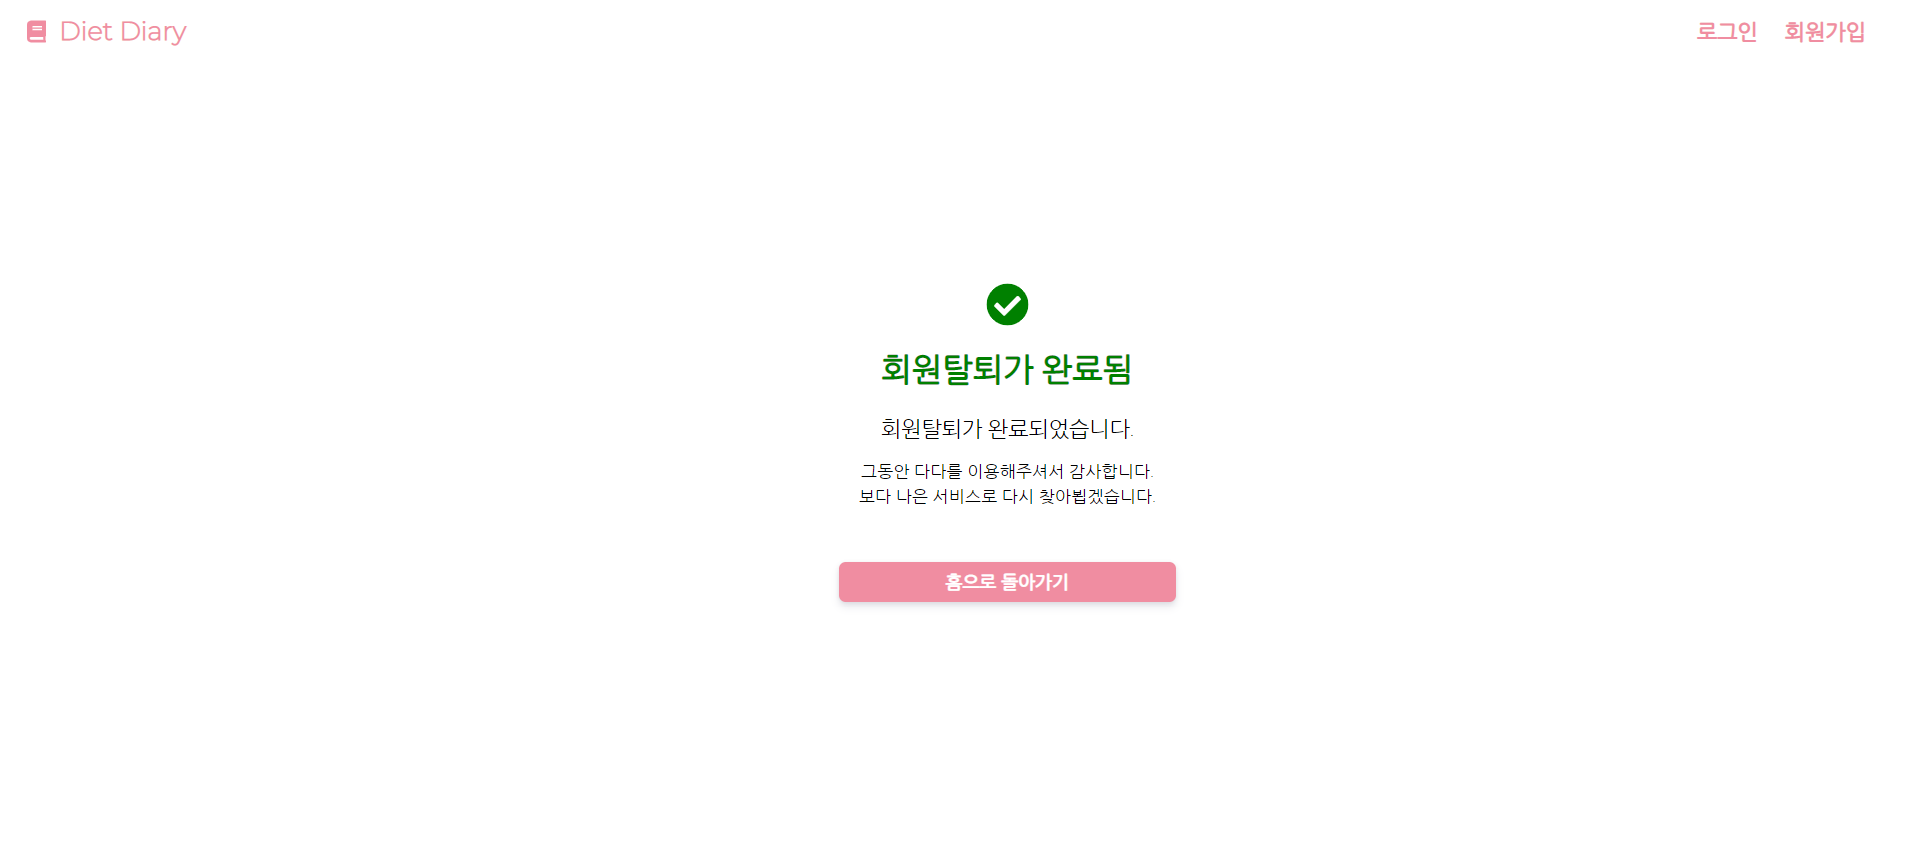 Diet Diary
로그인 회원가입
회원탈퇴가 완료됨
회원탈퇴가 완료되었습니다.
그동안 다다를 이용해주셔서 감사합니다.
보다 나은 서비스로 다시 찾아뵙겠습니다.
홈으로 돌아가기